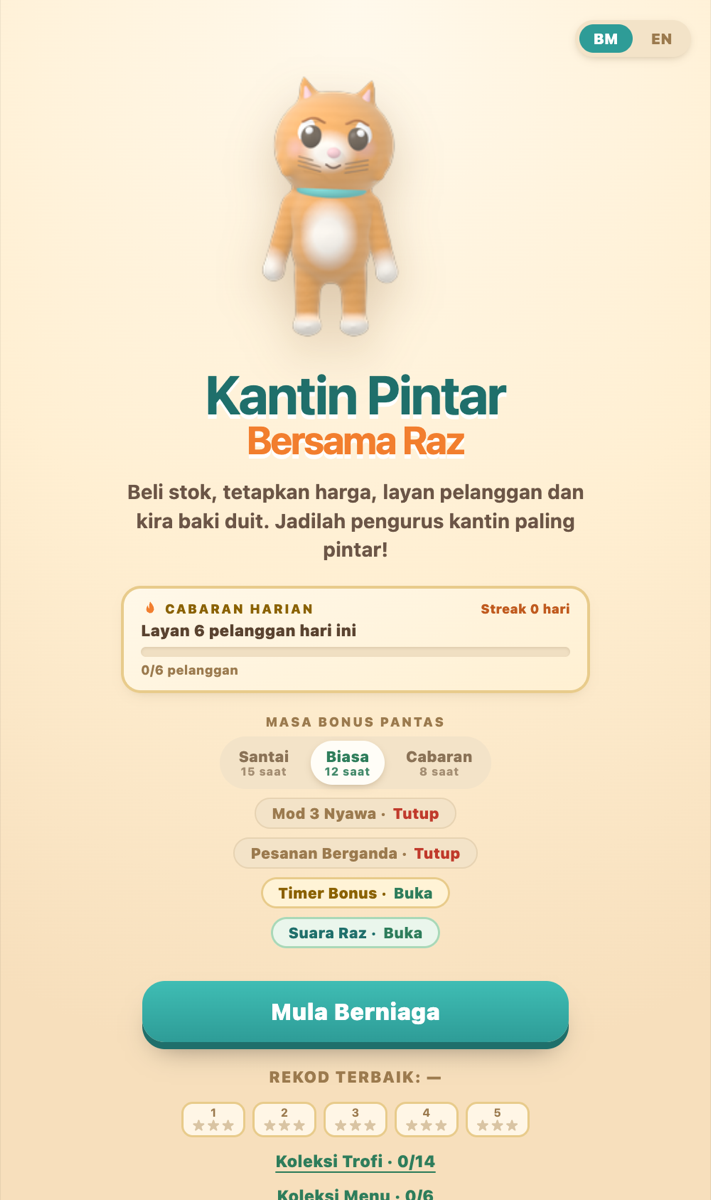 BM EN
Kantin Pintar
Bersama Raz
Beli stok, tetapkan harga, layan pelanggan dan
kira baki duit. Jadilah pengurus kantin paling
pintar!
CABARAN HARIAN Streak 0 hari
Layan 6 pelanggan hari ini
0/6 pelanggan
MASA BONUS PANTAS
Santai Biasa Cabaran
15 saat 12 saat 8 saat
Mod 3 Nyawa · Tutup
Pesanan Berganda · Tutup
Timer Bonus · Buka
Suara Raz · Buka
Mula Berniaga
REKOD TERBAIK: —
1 2 3 4 5
Koleksi Trofi · 0/14
Koleksi Menu · 0/6